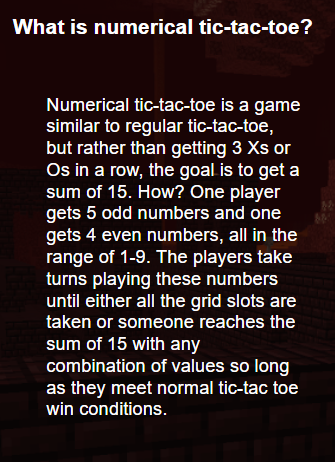 What is numerical tic-tac-toe?
Numerical tic-tac-toe is a game
similar to regular tic-tac-toe,
but rather than getting 3 Xs or
Os in a row, the goal is to get a
sum of 15. How? One player
gets 5 odd numbers and one
gets 4 even numbers, all in the
range of 1-9. The players take
turns playing these numbers
until either all the grid slots are
taken or someone reaches the
sum of 15 with any
combination of values so long
as they meet normal tic-tac toe
win conditions.